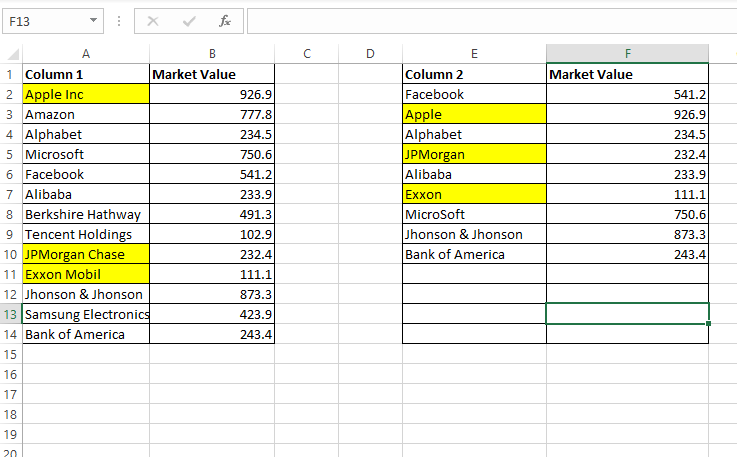 F13
fx
A B C D E F
1 Column 1 Market Value Column 2 Market Value
2 Apple Inc 926.9 Facebook 541.2
3 Amazon 777.8 Apple 926.9
4 Alphabet 234.5 Alphabet 234.5
5 Microsoft 750.6 JPMorgan 232.4
6 Facebook 541.2 Alibaba 233.9
7 Alibaba 233.9 Exxon 111.1
8 Berkshire Hathway 491.3 MicroSoft 750.6
9 Tencent Holdings 102.9 Jhonson & Jhonson 873.3
10 JPMorgan Chase 232.4 Bank of America 243.4
11 Exxon Mobil 111.1
12 Jhonson & Jhonson 873.3
13 Samsung Electronics 423.9
14 Bank of America 243.4
15
16
17
18
19
20